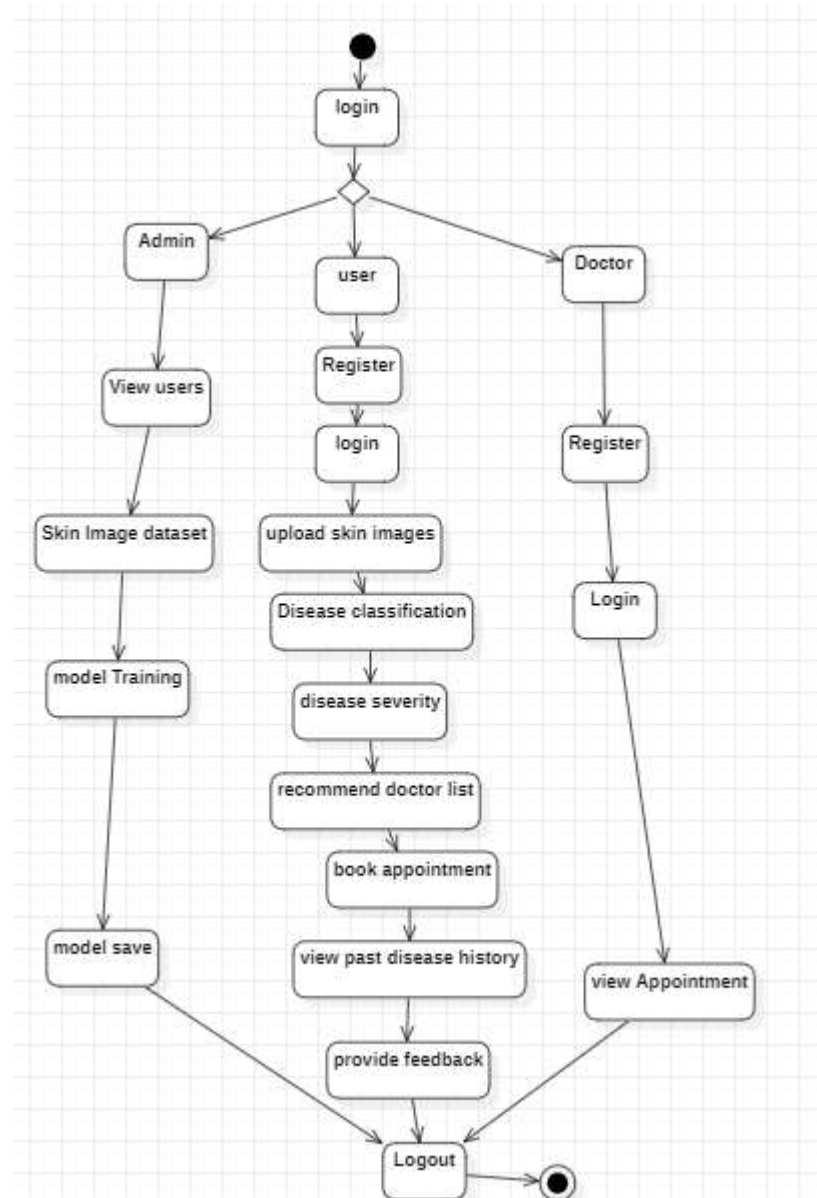 login
Admin
user
Doctor
Register
View users
login
Register
Skin Image dataset
upload skin images
Disease classification
Login
model Training
disease severity
recommend doctor list
book appointment
model save
view past disease history
view Appointment
provide feedback
Logout